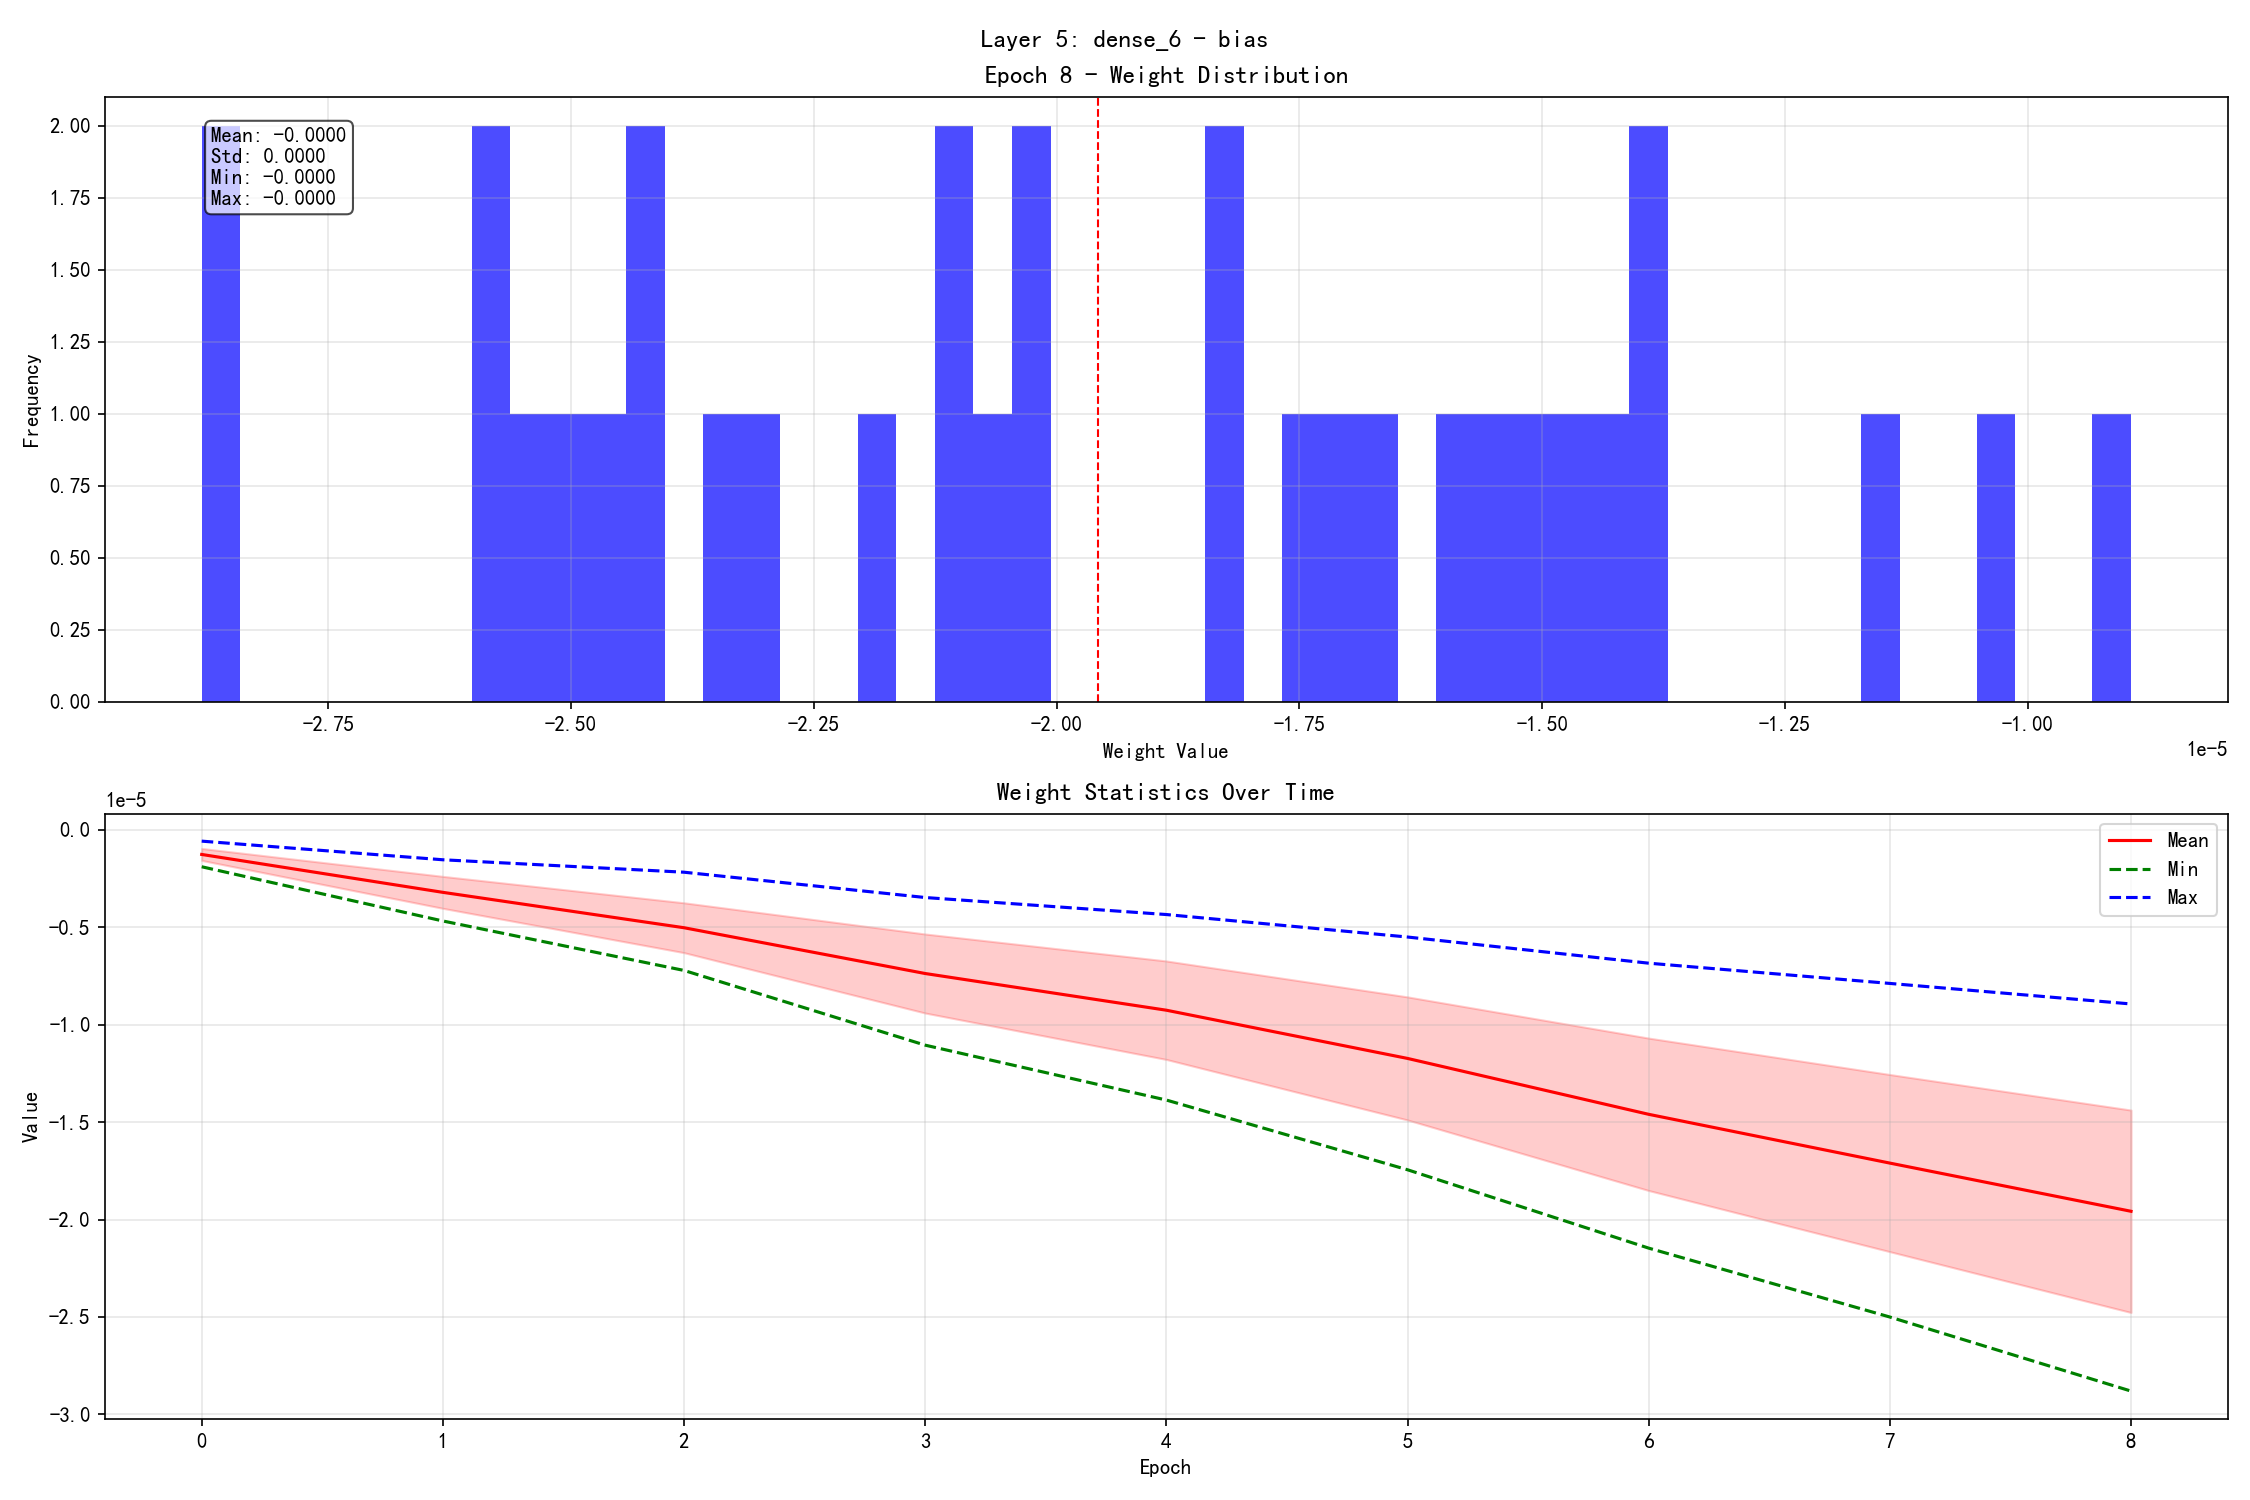 Layer 5: dense_6 - bias
Epoch 8 - Weight Distribution
Mean: -0.0000
Std: 0.0000
Min: -0.0000
Max: -0.0000
2.00
1.75
1.50
1.25
1.00
0.75
0.50
0.25
0.00
Frequency
-2.75 -2.50 -2.25 -2.00 -1.75 -1.50 -1.25 -1.00
1e-5
Weight Value
Weight Statistics Over Time
1e-5
0.0
-0.5
-1.0
-1.5
-2.0
-2.5
-3.0
Value
Mean
Min
Max
0 1 2 3 4 5 6 7 8
Epoch